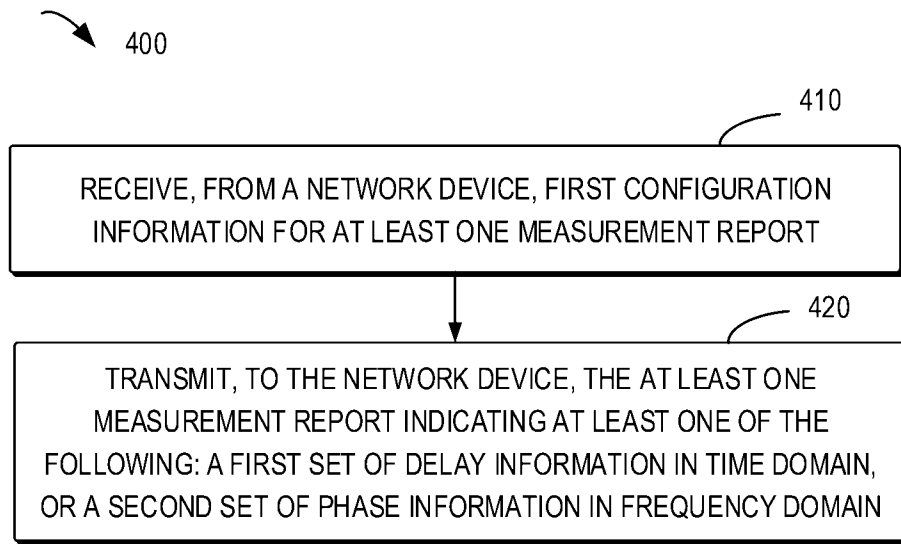 400
410
RECEIVE, FROM A NETWORK DEVICE, FIRST CONFIGURATION
INFORMATION FOR AT LEAST ONE MEASUREMENT REPORT
420
TRANSMIT, TO THE NETWORK DEVICE, THE AT LEAST ONE
MEASUREMENT REPORT INDICATING AT LEAST ONE OF THE
FOLLOWING: A FIRST SET OF DELAY INFORMATION IN TIME DOMAIN,
OR A SECOND SET OF PHASE INFORMATION IN FREQUENCY DOMAIN